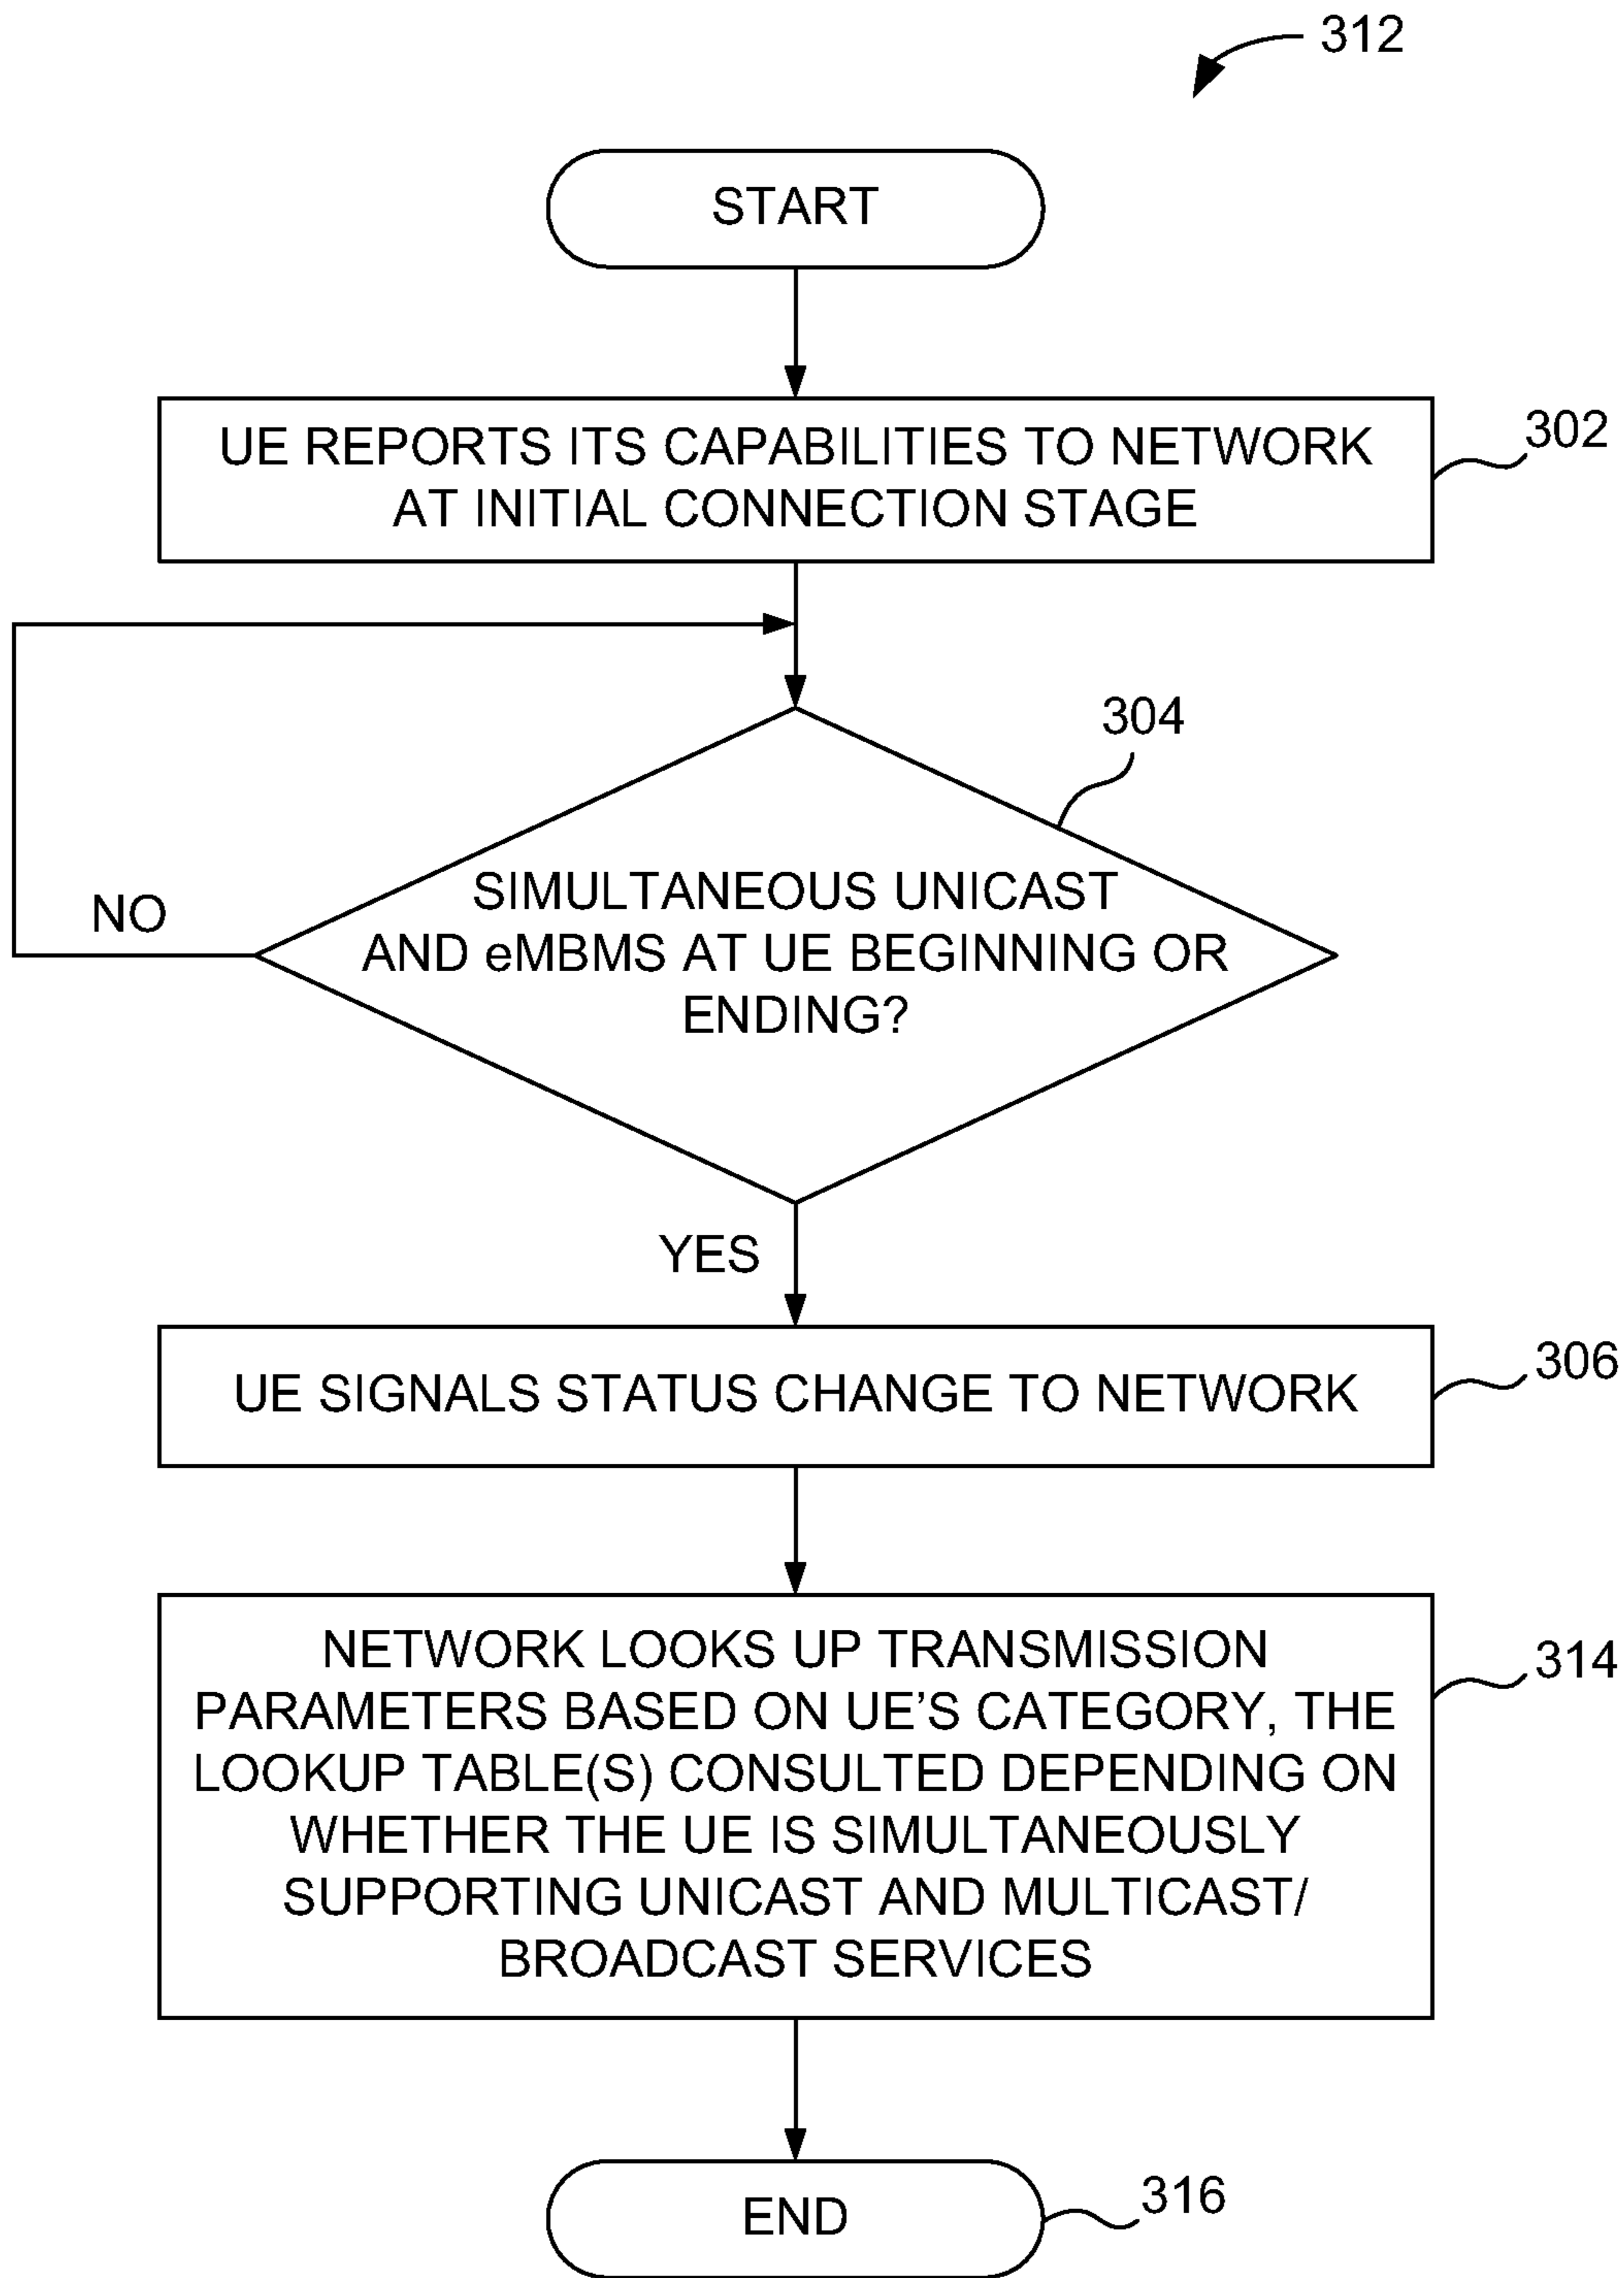 312
START
UE REPORTS ITS CAPABILITIES TO NETWORK
AT INITIAL CONNECTION STAGE
302
304
SIMULTANEOUS UNICAST
AND eMBMS AT UE BEGINNING OR
ENDING?
NO
YES
UE SIGNALS STATUS CHANGE TO NETWORK
306
NETWORK LOOKS UP TRANSMISSION
PARAMETERS BASED ON UE’S CATEGORY, THE
LOOKUP TABLE(S) CONSULTED DEPENDING ON
WHETHER THE UE IS SIMULTANEOUSLY
SUPPORTING UNICAST AND MULTICAST/
BROADCAST SERVICES
314
END
316